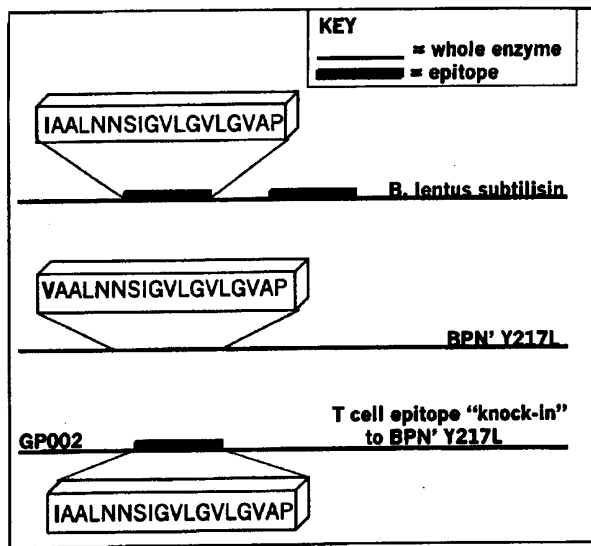 KEY
= whole enzyme
= epitope
IAALNNSIGVLGVLGVAP
B. lentus subtilisin
VAALNNSIGVLGVLGVAP
BPN' Y217L
T cell epitope "knock-in"
GP002 to BPN' Y217L
IAALNNSIGVLGVLGVAP